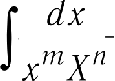 ∫ dx / x^m X^n